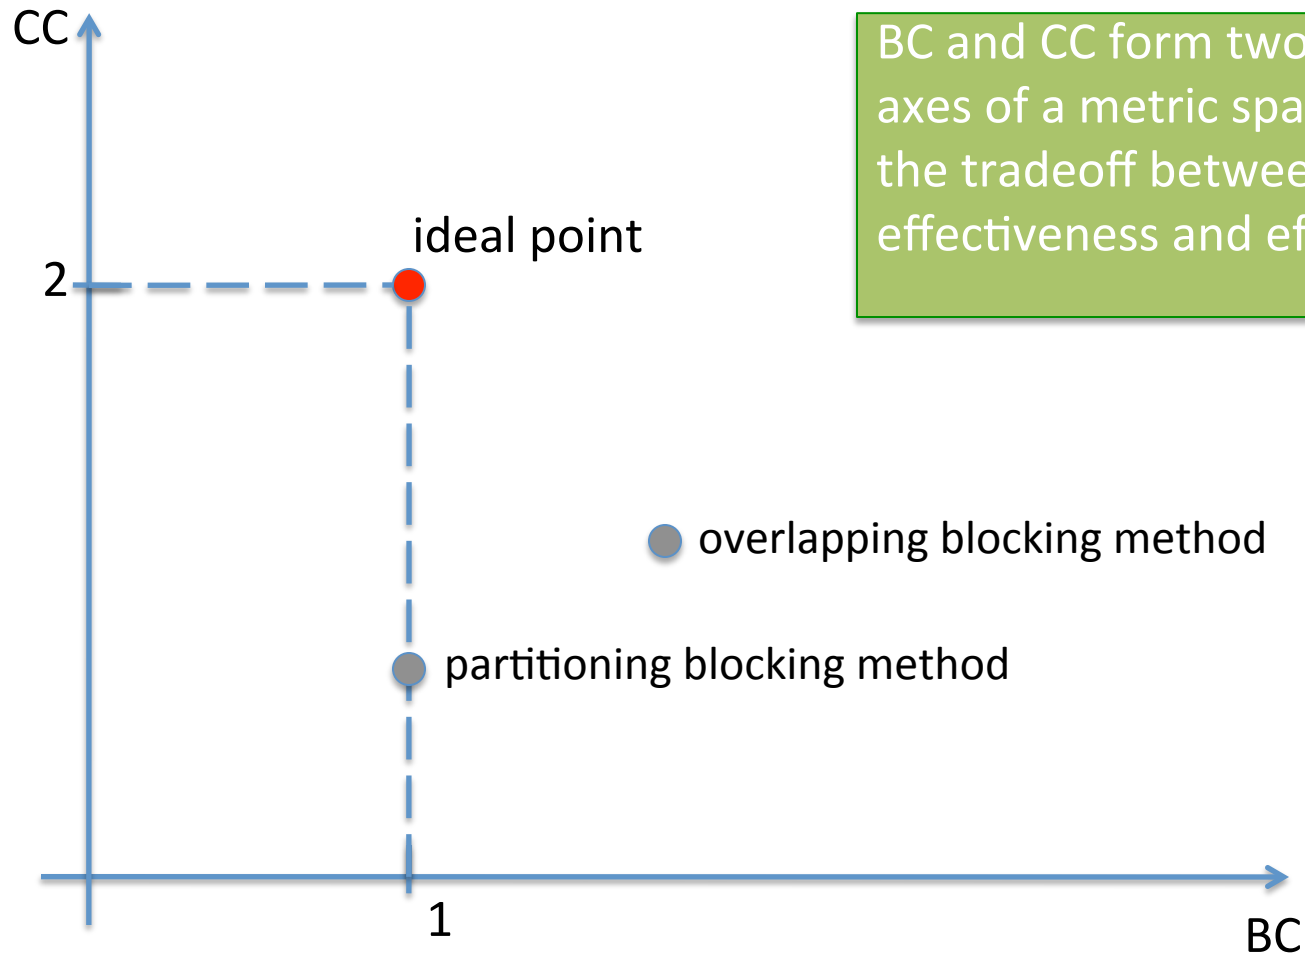 CC
BC and CC form two
axes of a metric spa
the tradeoff betwee
effectiveness and ef
ideal point
2
overlapping blocking method
partitioning blocking method
1
BC